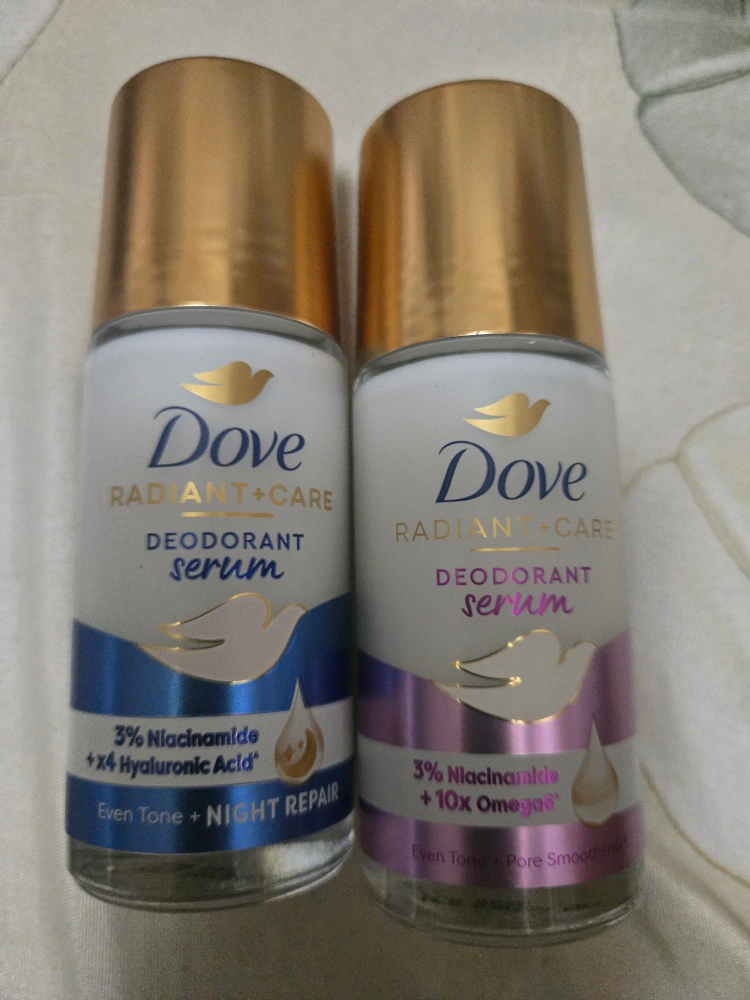 Dove
RADIANT+CARE
DEODORANT
serum
3% Niacinamide
+x4 Hyaluronic Acid^
Even Tone + NIGHT REPAIR
Dove
RADIANT+CARE
DEODORANT
serum
3% Niacinamide
+ 10x Omega6^
Even Tone + Pore Smoothener